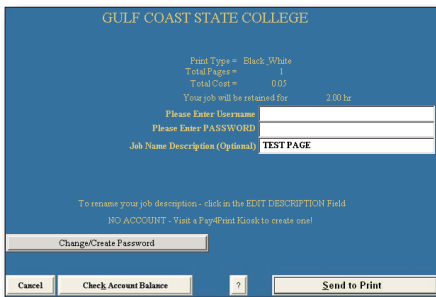 GULF COAST STATE COLLEGE
Print Type = Black_White
Total Pages = 1
Total Cost = 0.05
Your job will be retained for 2.00 hr
Please Enter Username
Please Enter PASSWORD
Job Name Description (Optional) TEST PAGE
To rename your job description - click in the EDIT DESCRIPTION Field
NO ACCOUNT - Visit a Pay4Print Kiosk to create one!
Change/Create Password
Cancel Check Account Balance ? Send to Print